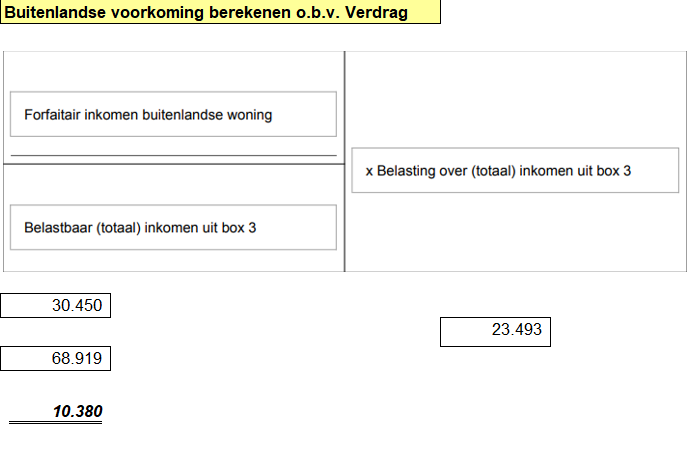 Buitenlandse voorkoming berekenen o.b.v. Verdrag
Forfaitair inkomen buitenlandse woning
x Belasting over (totaal) inkomen uit box 3
Belastbaar (totaal) inkomen uit box 3
30.450
23.493
68.919
10.380